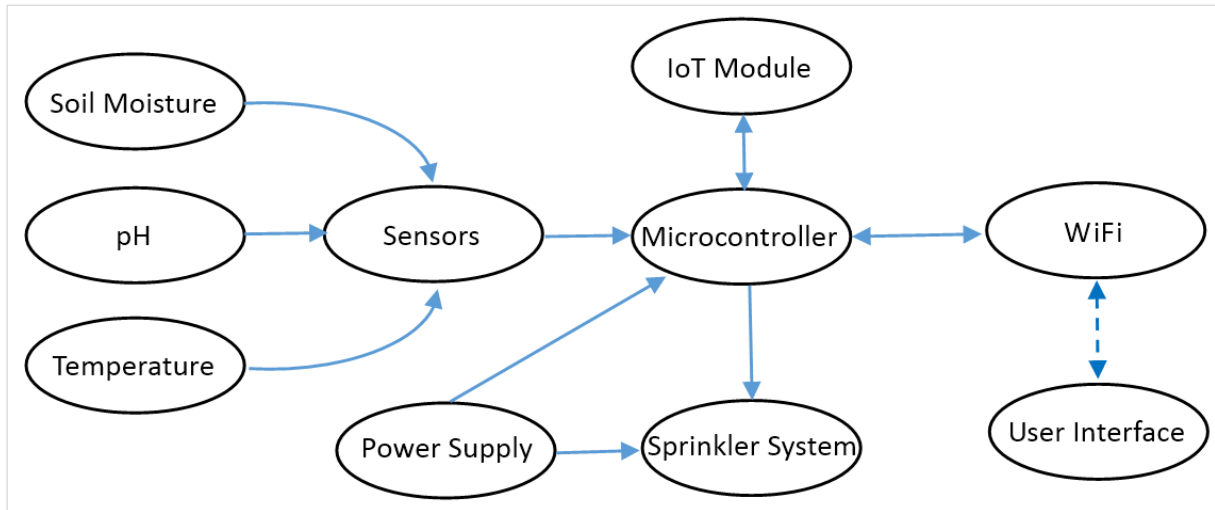 IoT Module
Soil Moisture
pH
Sensors
Microcontroller
WiFi
Temperature
Power Supply
Sprinkler System
User Interface